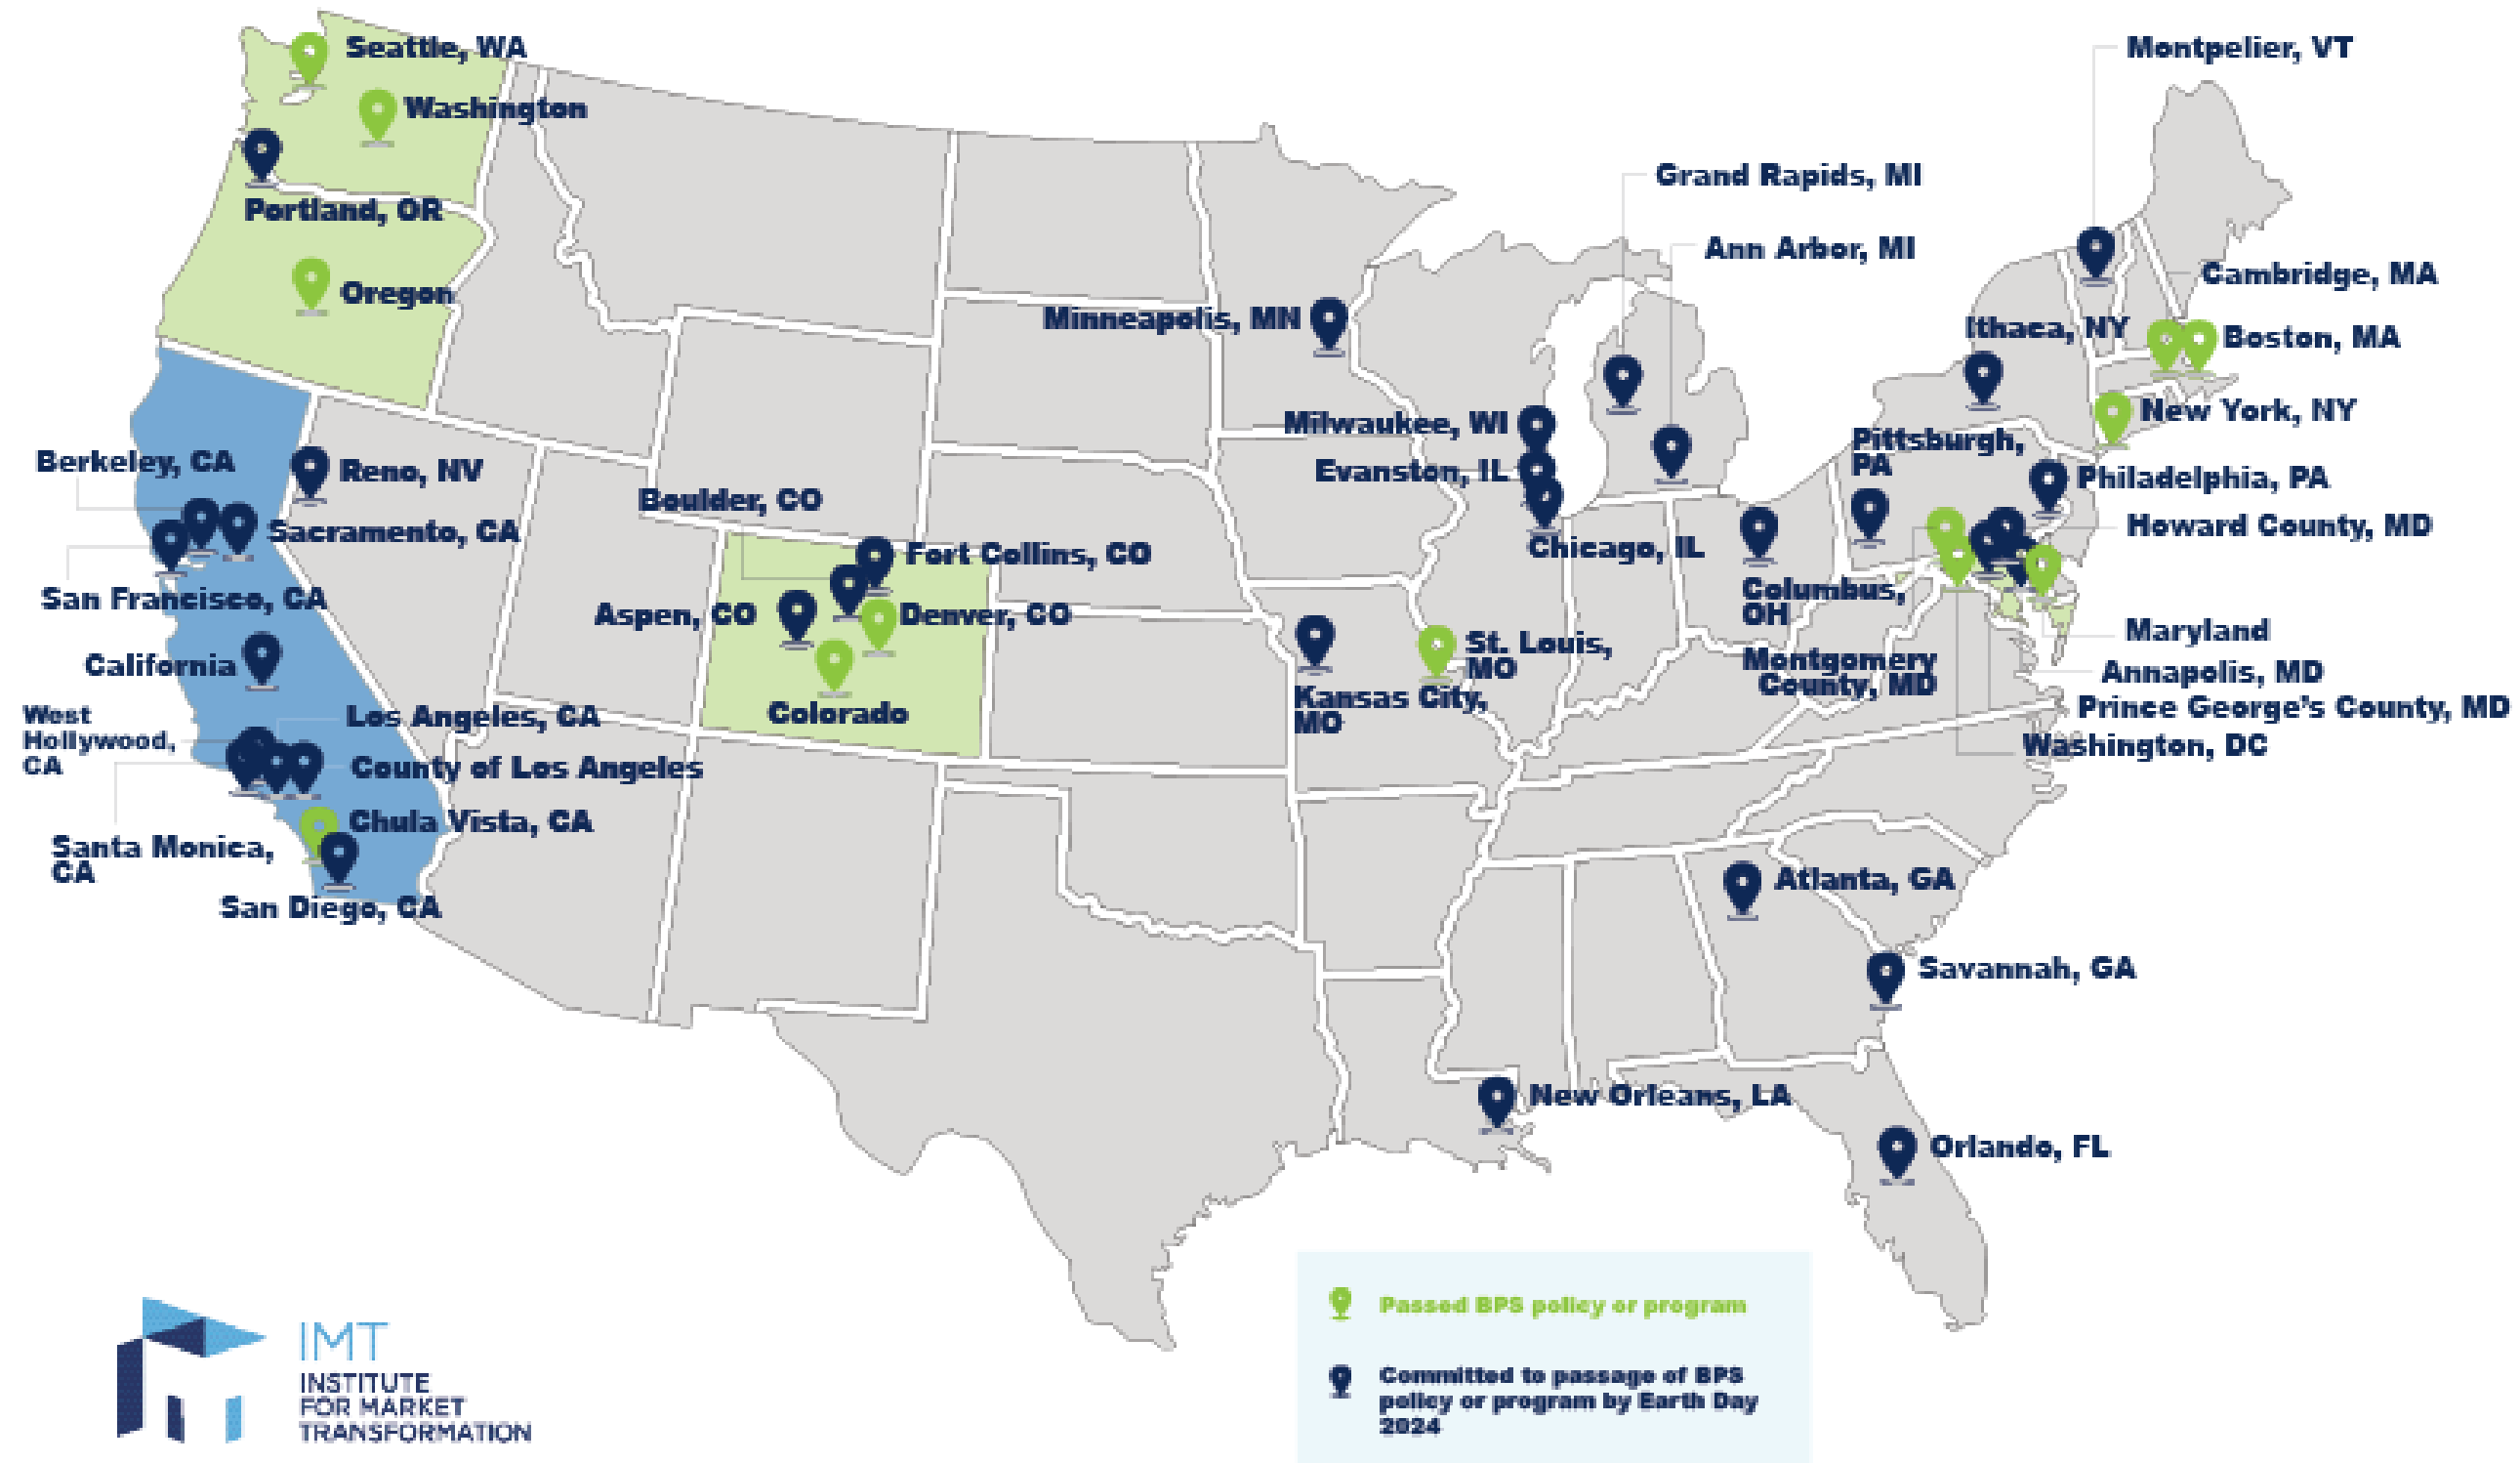 Seattle, WA
Washington
Portland, OR
Oregon
Berkeley, CA
Reno, NV
Sacramento, CA
San Francisco, CA
California
West
Hollywood,
CA
Los Angeles, CA
County of Los Angeles
Santa Monica,
CA
Chula Vista, CA
San Diego, CA
Boulder, CO
Fort Collins, CO
Aspen, CO
Denver, CO
Colorado
Minneapolis, MN
Milwaukee, WI
Evanston, IL
Chicago, IL
Grand Rapids, MI
Ann Arbor, MI
Kansas City,
MO
St. Louis,
MO
Columbus,
OH
Montgomery
County, MD
Pittsburgh,
PA
Ithaca, NY
Montpelier, VT
Cambridge, MA
Boston, MA
New York, NY
Philadelphia, PA
Howard County, MD
Maryland
Annapolis, MD
Prince George's County, MD
Washington, DC
Atlanta, GA
Savannah, GA
New Orleans, LA
Orlando, FL
Passed BPS policy or program
Committed to passage of BPS
policy or program by Earth Day
2024
IMT
INSTITUTE
FOR MARKET
TRANSFORMATION